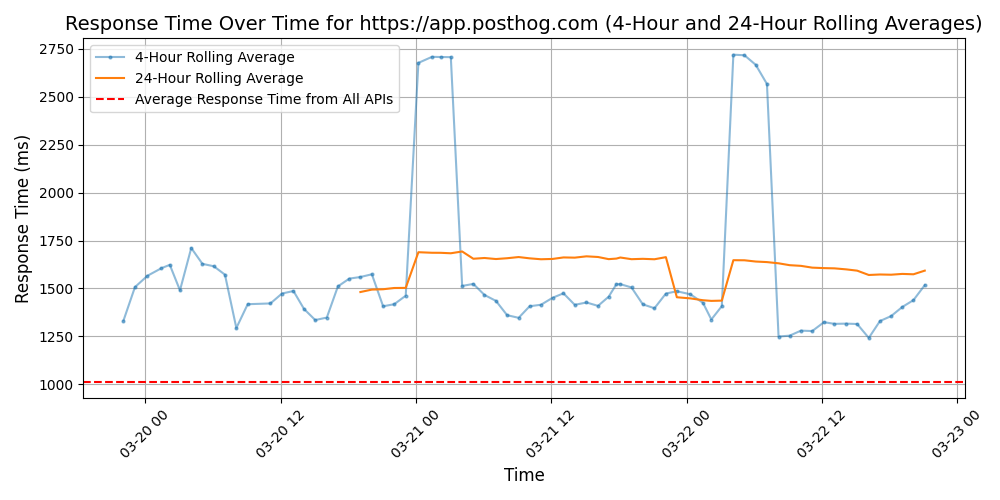 Response Time Over Time for https://app.posthog.com (4-Hour and 24-Hour Rolling Averages)
4-Hour Rolling Average
24-Hour Rolling Average
Average Response Time from All APIs
Response Time (ms)
2750
2500
2250
2000
1750
1500
1250
1000
03-20 00
03-20 12
03-21 00
03-21 12
03-22 00
03-22 12
03-23 00
Time